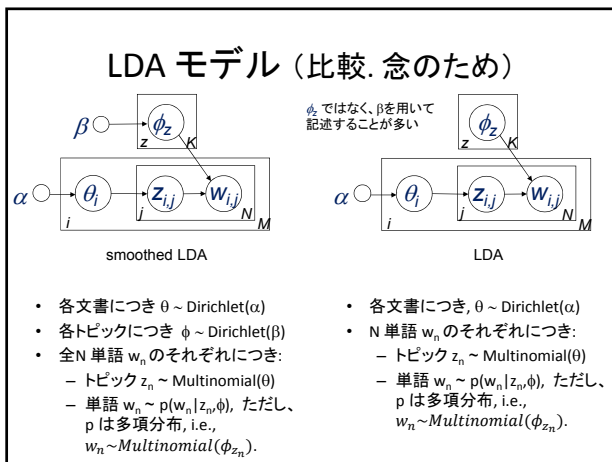 LDA モデル (比較. 念のため)
β
ϕz
z
K
α
θi
zi,j
wi,j
i
j
N
M
smoothed LDA
ϕz ではなく、βを用いて
記述することが多い
ϕz
z
K
α
θi
zi,j
wi,j
i
j
N
M
LDA
• 各文書につき θ ~ Dirichlet(α)
• 各トピックにつき ϕ ~ Dirichlet(β)
• 全N 単語 wn のそれぞれにつき:
– トピック zn ~ Multinomial(θ)
– 単語 wn ~ p(wn|zn,ϕ), ただし、
p は多項分布, i.e.,
wn~Multinomial(ϕzn).
• 各文書につき, θ ~ Dirichlet(α)
• N 単語 wn のそれぞれにつき:
– トピック zn ~ Multinomial(θ)
– 単語 wn ~ p(wn|zn,ϕ), ただし、
p は多項分布, i.e.,
wn~Multinomial(ϕzn).